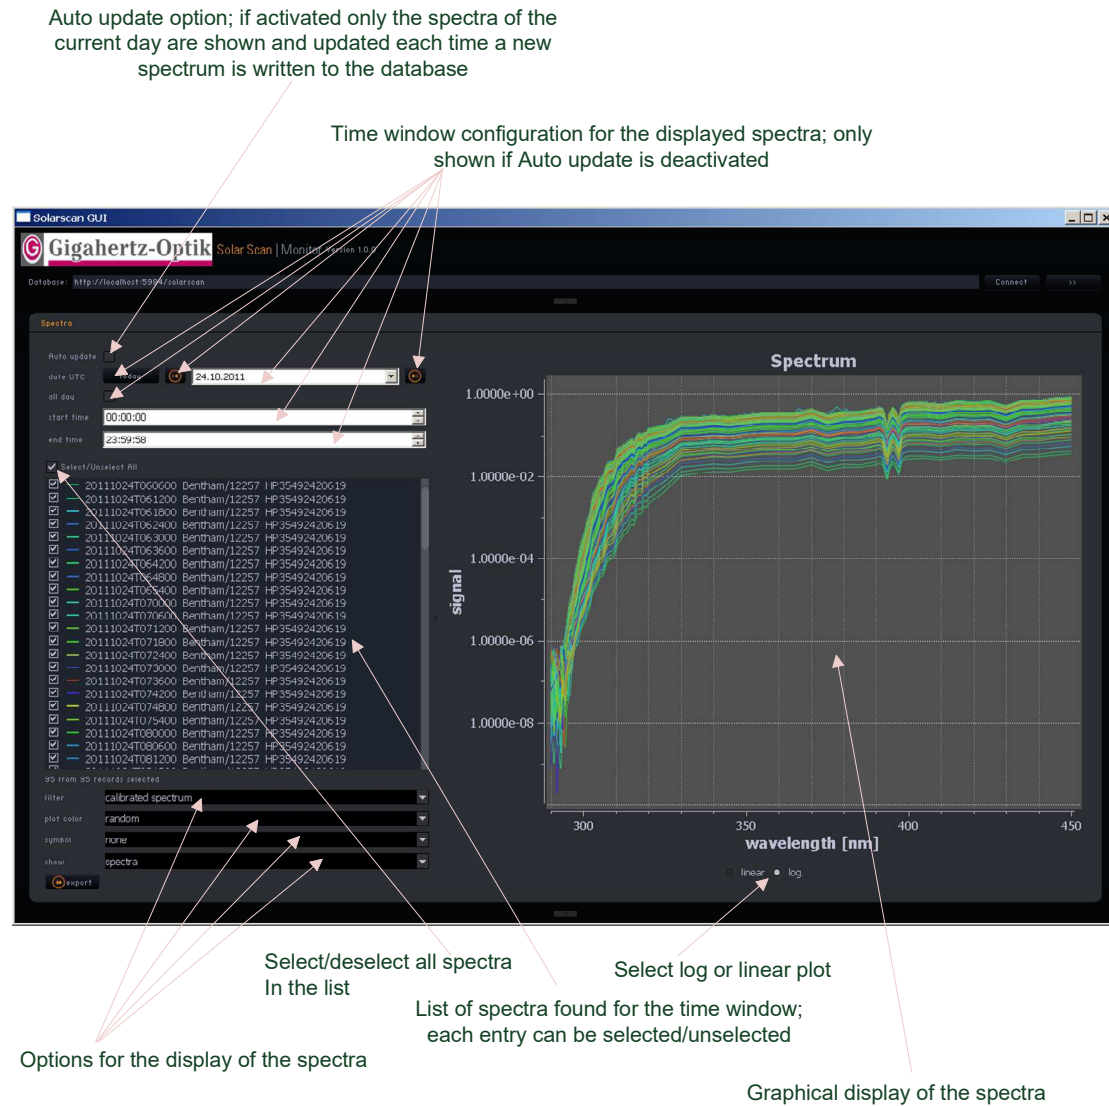 Auto update option; if activated only the spectra of the
current day are shown and updated each time a new
spectrum is written to the database
Time window configuration for the displayed spectra; only
shown if Auto update is deactivated
Solarscan GUI
Gigahertz-Optik Solar Scan | Monitor Version 1.0.0
Database: http://localhost:5984/solarscan Connect >>
Spectra
Auto update
date UTC Today 24.10.2011
all day
start time 00:00:00
end time 23:59:58
Select/Unselect All
20111024T060600 Bentham/12257 HP35492420619
20111024T061200 Bentham/12257 HP35492420619
20111024T061800 Bentham/12257 HP35492420619
20111024T062400 Bentham/12257 HP35492420619
20111024T063000 Bentham/12257 HP35492420619
20111024T063600 Bentham/12257 HP35492420619
20111024T064200 Bentham/12257 HP35492420619
20111024T064800 Bentham/12257 HP35492420619
20111024T065400 Bentham/12257 HP35492420619
20111024T070000 Bentham/12257 HP35492420619
20111024T070600 Bentham/12257 HP35492420619
20111024T071200 Bentham/12257 HP35492420619
20111024T071800 Bentham/12257 HP35492420619
20111024T072400 Bentham/12257 HP35492420619
20111024T073000 Bentham/12257 HP35492420619
20111024T073600 Bentham/12257 HP35492420619
20111024T074200 Bentham/12257 HP35492420619
20111024T074800 Bentham/12257 HP35492420619
20111024T075400 Bentham/12257 HP35492420619
20111024T080000 Bentham/12257 HP35492420619
20111024T080600 Bentham/12257 HP35492420619
20111024T081200 Bentham/12257 HP35492420619
95 from 95 records selected
filter calibrated spectrum
plot color random
symbol none
show spectra
export
Spectrum
1.0000e+00
1.0000e-02
1.0000e-04
1.0000e-06
1.0000e-08
signal
300 350 400 450
wavelength [nm]
linear log.
Select/deselect all spectra
In the list
Select log or linear plot
List of spectra found for the time window;
each entry can be selected/unselected
Options for the display of the spectra
Graphical display of the spectra